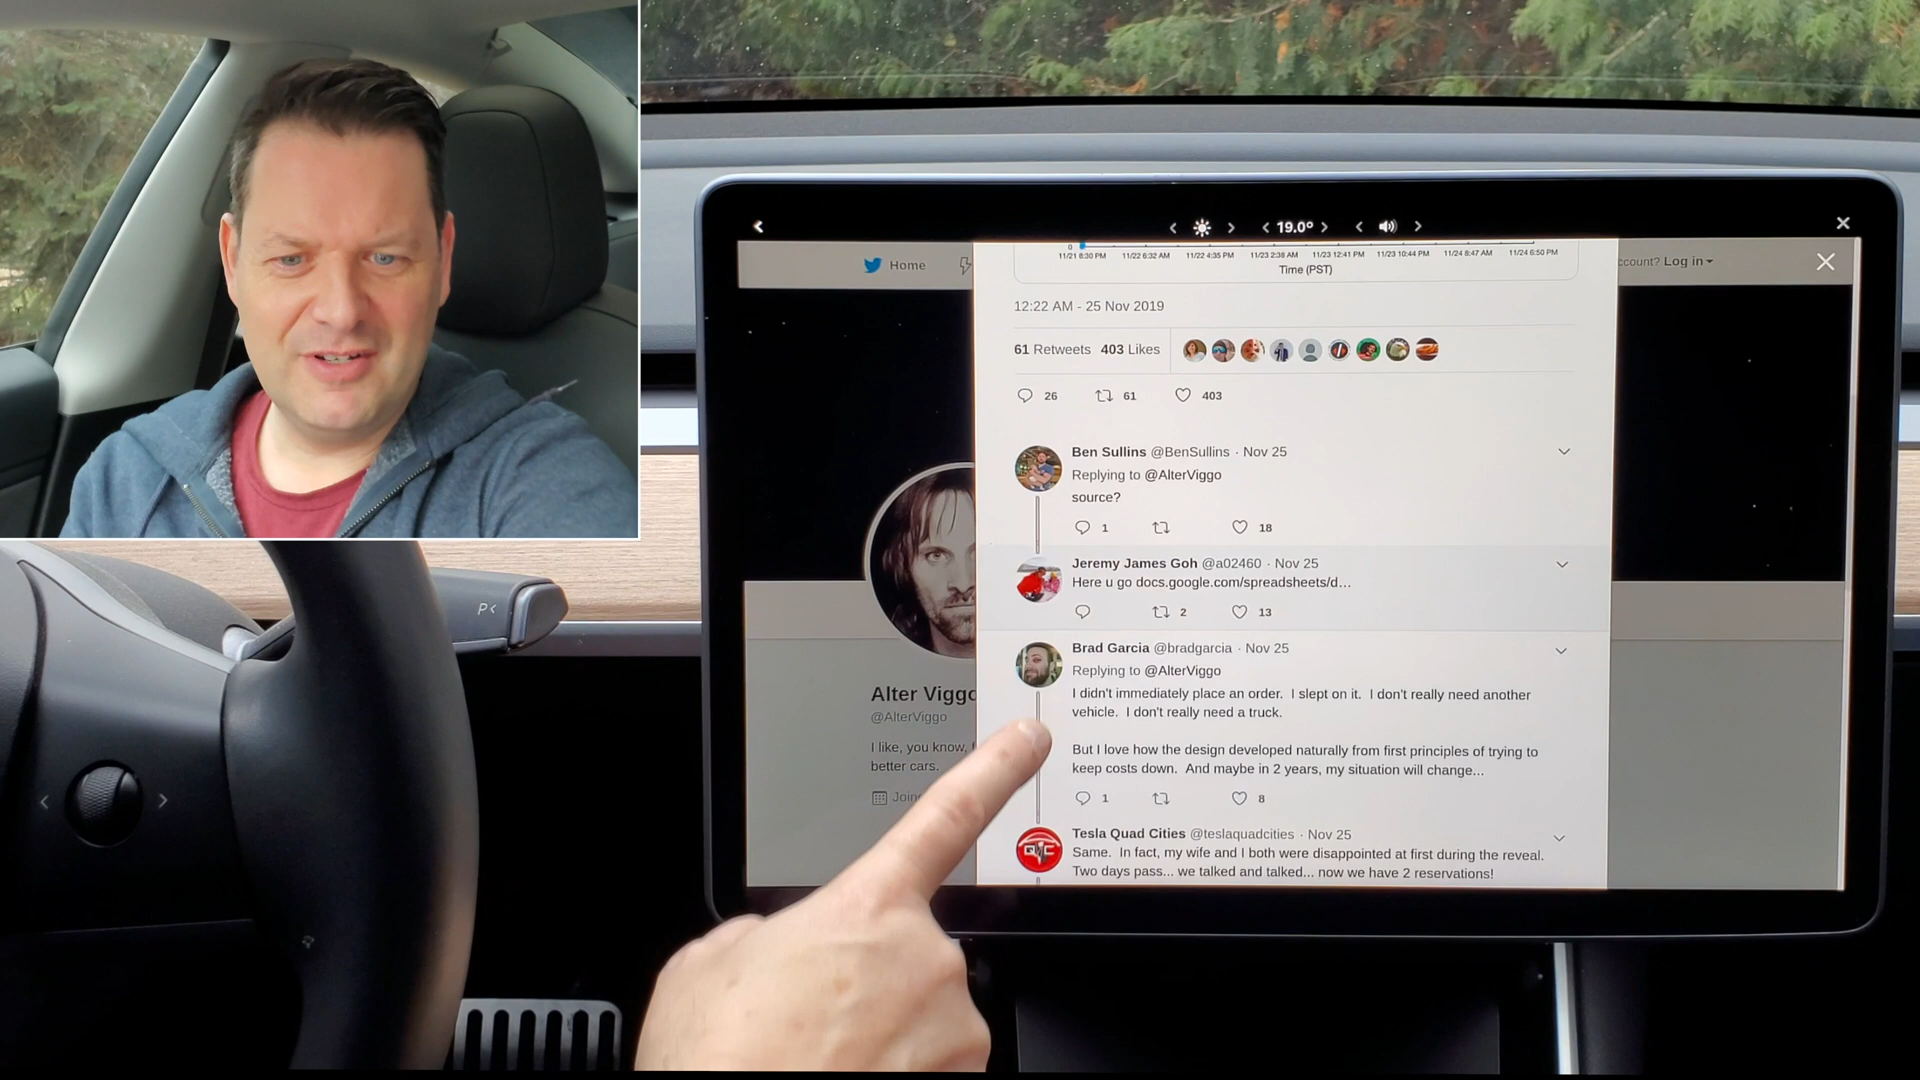 19.0°
Home
ccount? Log in
0
11/21 8:30 PM 11/22 6:32 AM 11/22 4:35 PM 11/23 2:38 AM 11/23 12:41 PM 11/23 10:44 PM 11/24 8:47 AM 11/24 6:50 PM
Time (PST)
12:22 AM - 25 Nov 2019
61 Retweets 403 Likes
26 61 403
Ben Sullins @BenSullins · Nov 25
Replying to @AlterViggo
source?
1 18
Jeremy James Goh @a02460 · Nov 25
Here u go docs.google.com/spreadsheets/d...
2 13
Brad Garcia @bradgarcia · Nov 25
Replying to @AlterViggo
I didn't immediately place an order. I slept on it. I don't really need another
vehicle. I don't really need a truck.
But I love how the design developed naturally from first principles of trying to
keep costs down. And maybe in 2 years, my situation will change...
1 8
Tesla Quad Cities @teslaquadcities · Nov 25
Same. In fact, my wife and I both were disappointed at first during the reveal.
Two days pass... we talked and talked... now we have 2 reservations!
Alter Viggo
@AlterViggo
I like, you know,
better cars.
P<